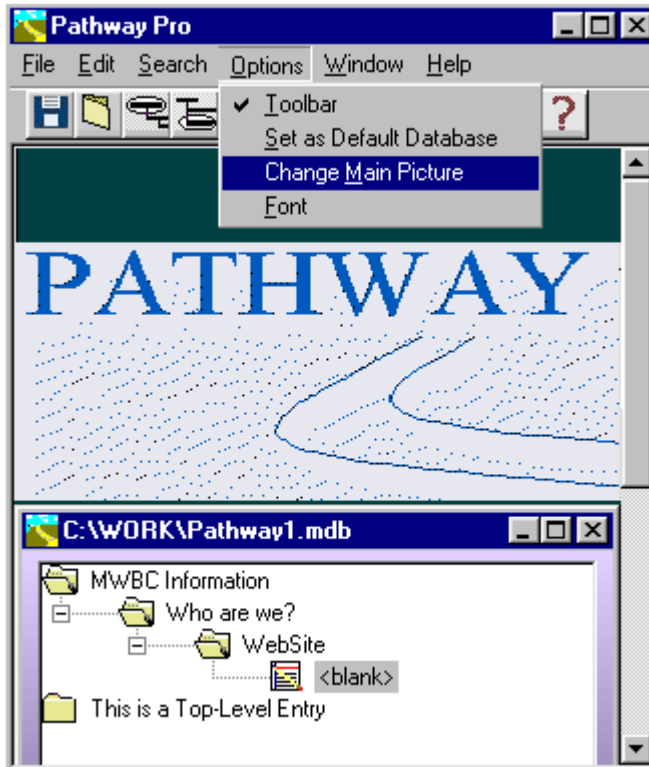 Pathway Pro
File Edit Search Options Window Help
Toolbar
Set as Default Database
Change Main Picture
Font
?
PATHWAY
C:\WORK\Pathway1.mdb
MWBC Information
Who are we?
WebSite
<blank>
This is a Top-Level Entry